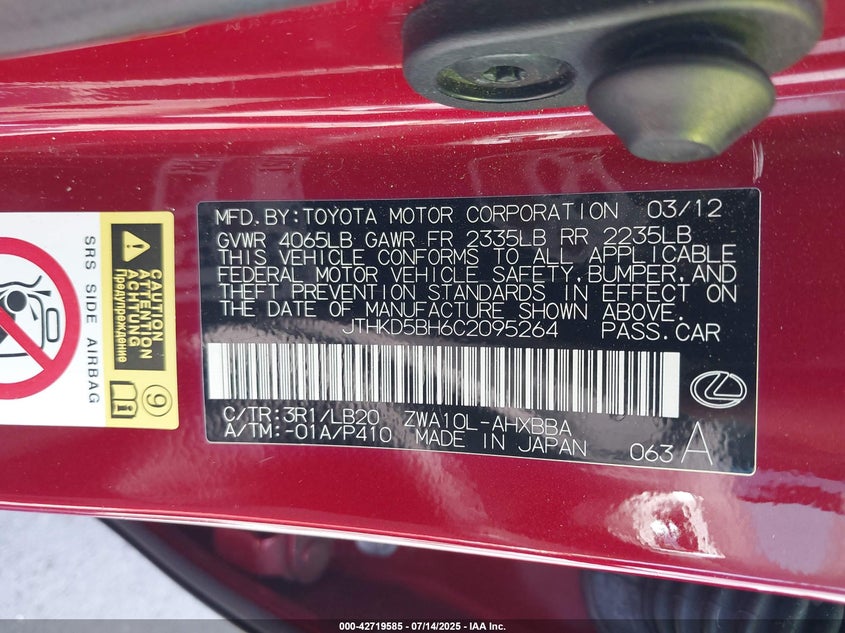 MFD.BY:TOYOTA MOTOR CORPORATION 03/12
GVWR 4065LB GAWR FR 2335LB RR 2235LB
THIS VEHICLE CONFORMS TO ALL APPLICABLE
FEDERAL MOTOR VEHICLE SAFETY, BUMPER, AND
THEFT PREVENTION STANDARDS IN EFFECT ON
THE DATE OF MANUFACTURE SHOWN ABOVE.
JTHKD5BH6C2095264 PASS.CAR
C/TR:3R1/LB20 ZWA10L-AHXBBA
A/TM:-01A/P410 MADE IN JAPAN 063 A
SRS SIDE AIRBAG
CAUTION
ATTENTION
ACHTUNG
Предупреждение
9
000-42719585 / 07/14/2025 - IAA Inc.